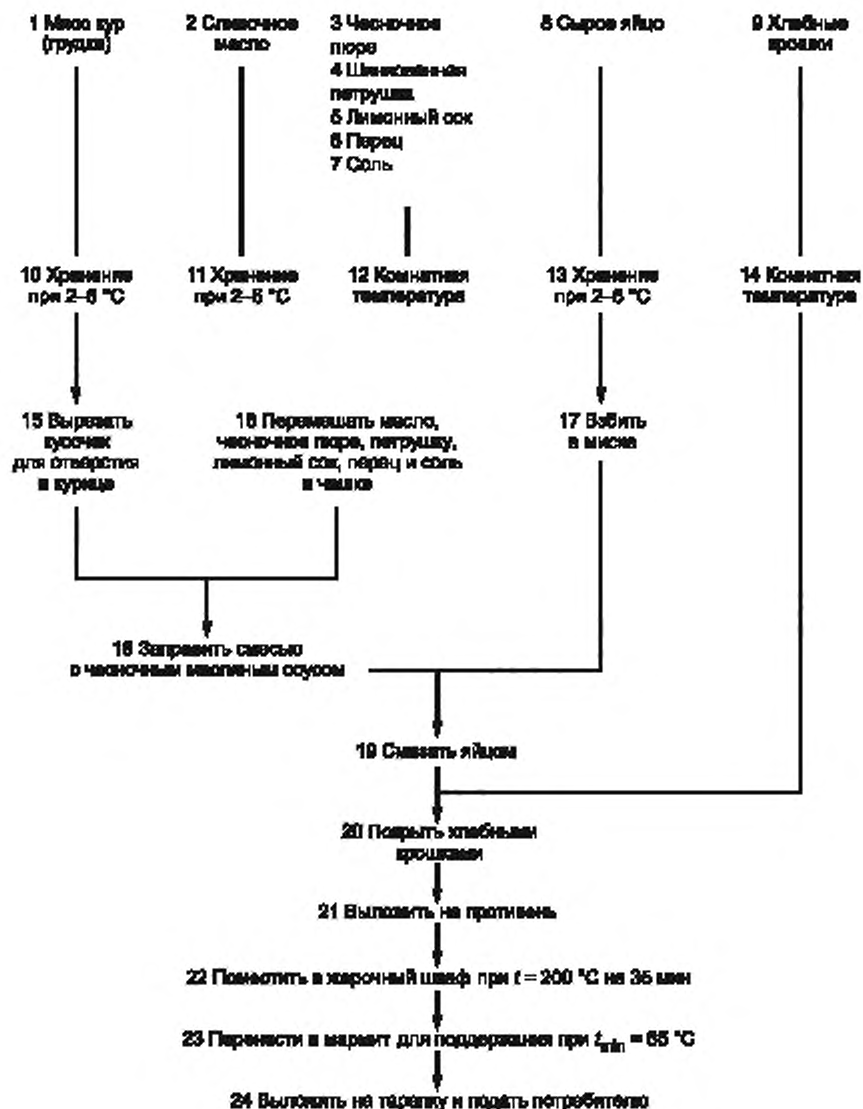 1 Мясо кур
(грудка)
2 Сливочное
масло
3 Чесночное
пюре
4 Шинкованная
петрушка
5 Лимонный сок
6 Перец
7 Соль
8 Сырое яйцо
9 Хлебные
крошки
10 Хранение
при 2–6 °C
11 Хранение
при 2–6 °C
12 Комнатная
температура
13 Хранение
при 2–6 °C
14 Комнатная
температура
15 Вырезать
кусочек
для отверстия
в курице
16 Перемешать масло,
чесночное пюре, петрушку,
лимонный сок, перец и соль
в чашке
17 Взбить
в миске
18 Заправить смесью
с чесночным масляным соусом
19 Смазать яйцом
20 Покрыть хлебными
крошками
21 Выложить на противень
22 Поместить в жарочный шкаф при t = 200 °C на 35 мин
23 Перенести в мармит для поддержания при tmin = 65 °C
24 Выложить на тарелку и подать потребителю